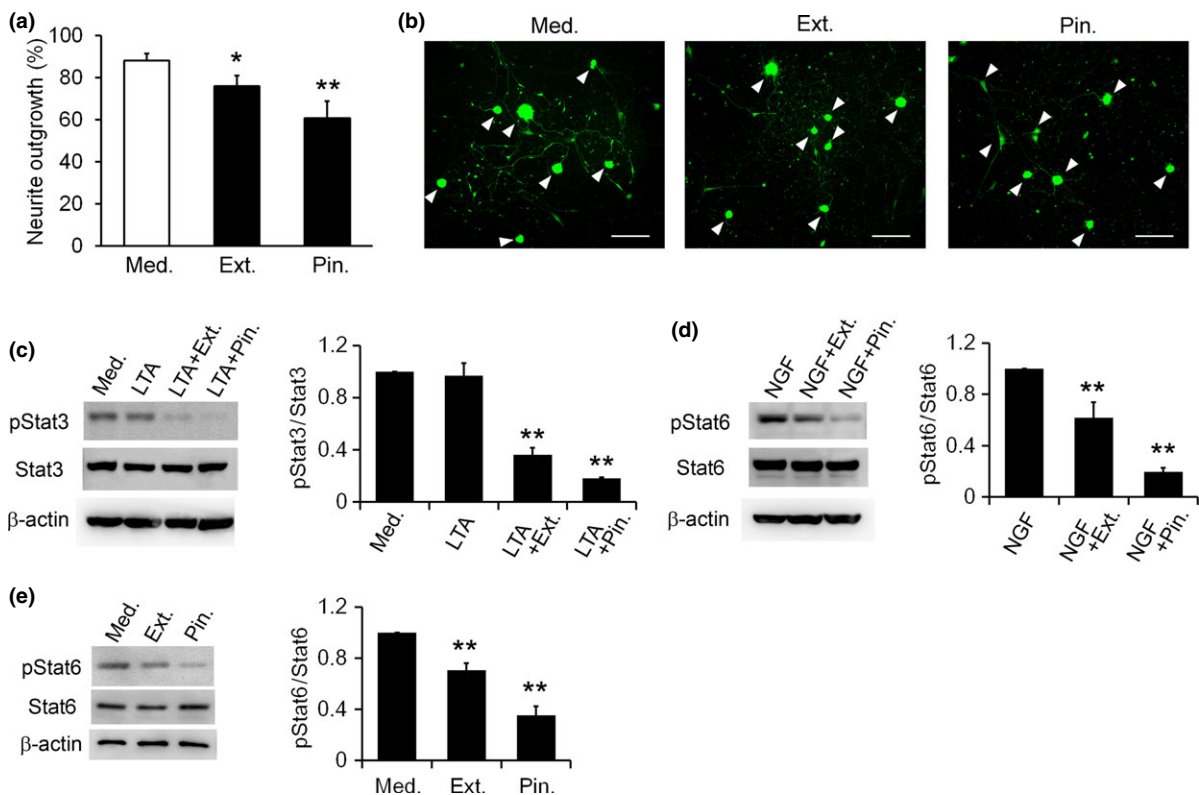 (a)
Neurite outgrowth (%)
100
80
60
40
20
0
*
**
Med.
Ext.
Pin.
(b)
Med.
Ext.
Pin.
(c)
Med.
LTA
LTA+Ext.
LTA+Pin.
pStat3
Stat3
β-actin
pStat3/Stat3
1.2
0.8
0.4
0
**
**
Med.
LTA
LTA
+Ext.
LTA
+Pin.
(d)
NGF
NGF+Ext.
NGF+Pin.
pStat6
Stat6
β-actin
pStat6/Stat6
1.2
0.8
0.4
0
**
**
NGF
NGF
+Ext.
NGF
+Pin.
(e)
Med.
Ext.
Pin.
pStat6
Stat6
β-actin
pStat6/Stat6
1.2
0.8
0.4
0
**
**
Med.
Ext.
Pin.